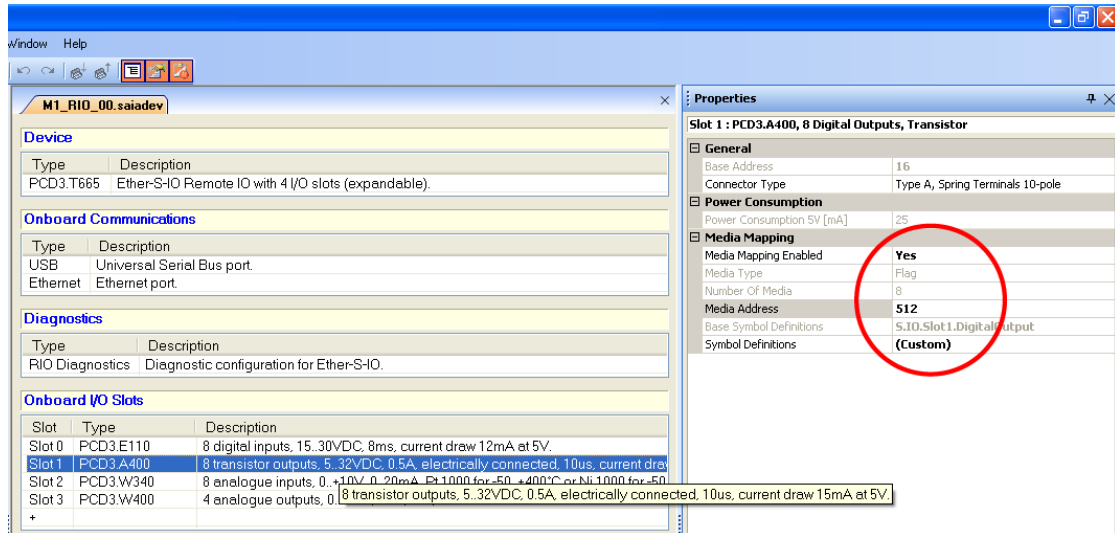 Window Help
M1_RIO_00.saiadev
Device
Type Description
PCD3.T665 Ether-S-IO Remote IO with 4 I/O slots (expandable).
Onboard Communications
Type Description
USB Universal Serial Bus port.
Ethernet Ethernet port.
Diagnostics
Type Description
RIO Diagnostics Diagnostic configuration for Ether-S-IO.
Onboard I/O Slots
Slot Type Description
Slot 0 PCD3.E110 8 digital inputs, 15..30VDC, 8ms, current draw 12mA at 5V.
Slot 1 PCD3.A400 8 transistor outputs, 5..32VDC, 0.5A, electrically connected, 10us, current dra
Slot 2 PCD3.W340 8 analogue inputs, 0..+10V, 0..20mA, Pt 1000 for -50..+400°C or Ni 1000 for -50
Slot 3 PCD3.W400 4 analogue outputs, 0.
8 transistor outputs, 5..32VDC, 0.5A, electrically connected, 10us, current draw 15mA at 5V.
+
Properties
Slot 1 : PCD3.A400, 8 Digital Outputs, Transistor
General
Base Address 16
Connector Type Type A, Spring Terminals 10-pole
Power Consumption
Power Consumption 5V [mA] 25
Media Mapping
Media Mapping Enabled Yes
Media Type Flag
Number Of Media 8
Media Address 512
Base Symbol Definitions S.IO.Slot1.DigitalOutput
Symbol Definitions (Custom)